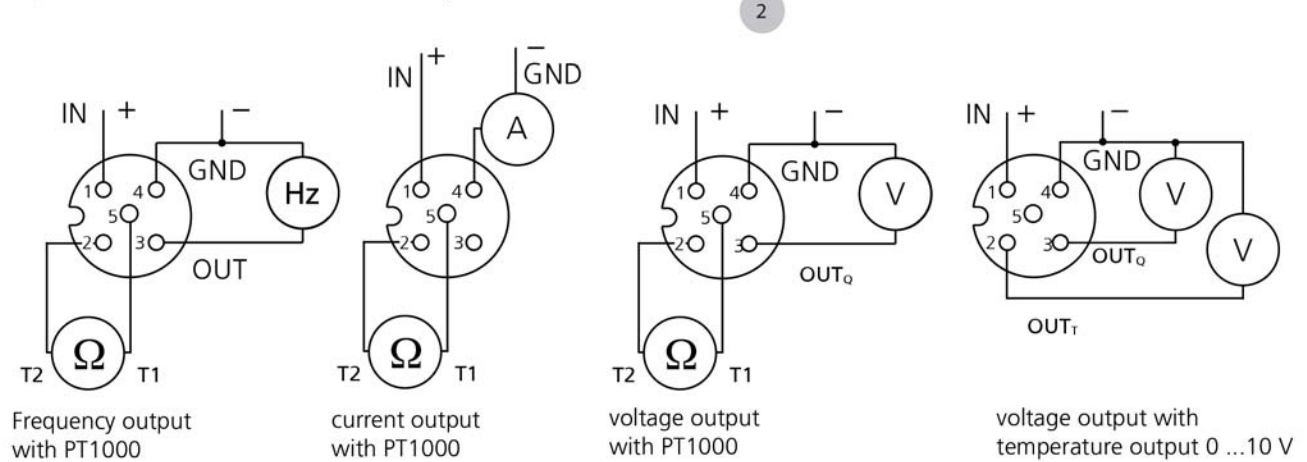 2
IN + −
GND
Hz
1 4
5
2 3
OUT
Ω
T2 T1
Frequency output
with PT1000
IN + −
GND
A
1 4
5
2 3
Ω
T2 T1
current output
with PT1000
IN + −
GND
V
1 4
5
2 3
OUTQ
Ω
T2 T1
voltage output
with PT1000
IN + −
GND
V
V
1 4
5
2 3
OUTQ
OUTT
voltage output with
temperature output 0 ...10 V